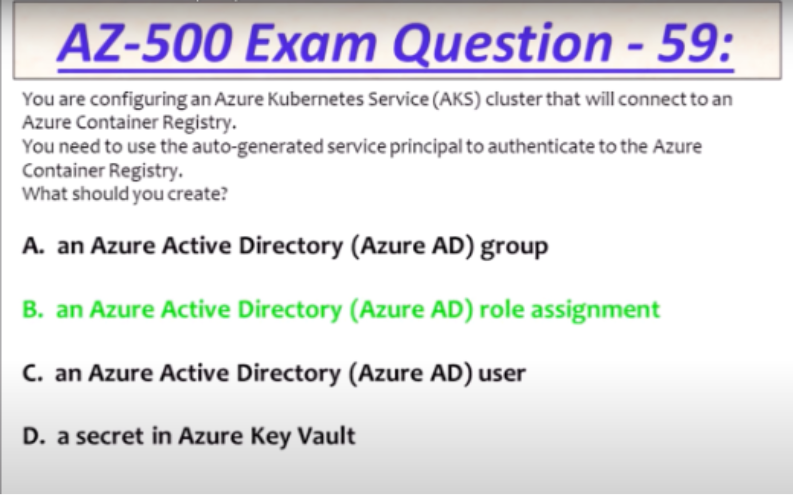 AZ-500 Exam Question - 59:
You are configuring an Azure Kubernetes Service (AKS) cluster that will connect to an
Azure Container Registry.
You need to use the auto-generated service principal to authenticate to the Azure
Container Registry.
What should you create?
A. an Azure Active Directory (Azure AD) group
B. an Azure Active Directory (Azure AD) role assignment
C. an Azure Active Directory (Azure AD) user
D. a secret in Azure Key Vault